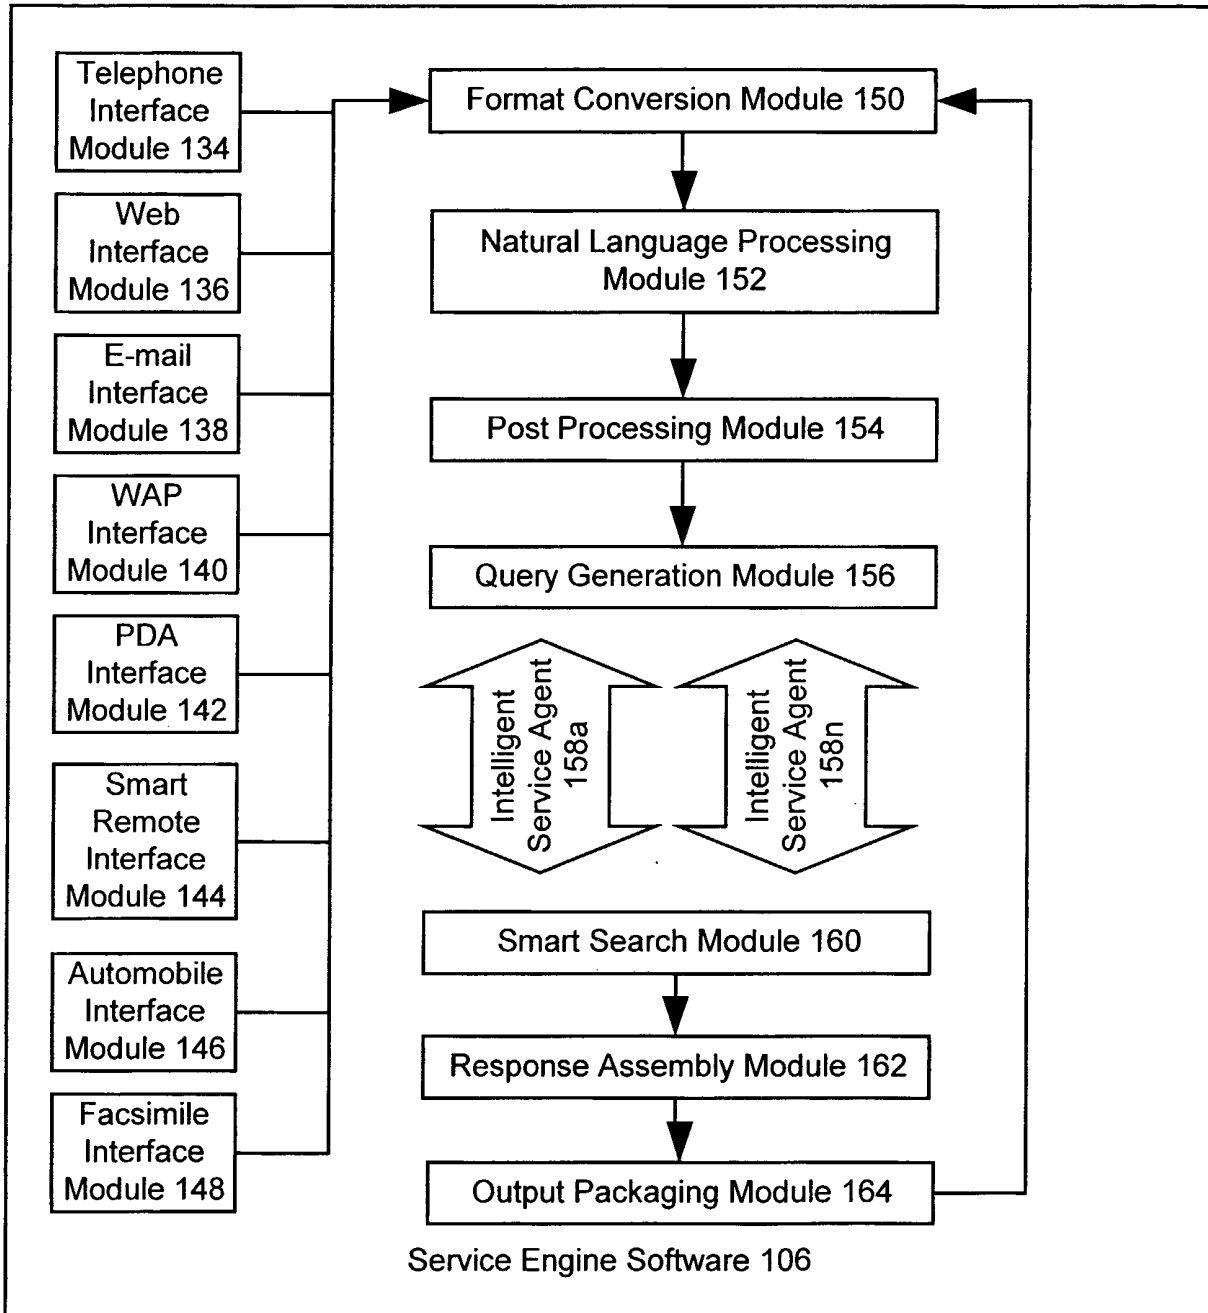 Telephone
Interface
Module 134
Web
Interface
Module 136
E-mail
Interface
Module 138
WAP
Interface
Module 140
PDA
Interface
Module 142
Smart
Remote
Interface
Module 144
Automobile
Interface
Module 146
Facsimile
Interface
Module 148
Format Conversion Module 150
Natural Language Processing
Module 152
Post Processing Module 154
Query Generation Module 156
Intelligent
Service Agent
158a
Intelligent
Service Agent
158n
Smart Search Module 160
Response Assembly Module 162
Output Packaging Module 164
Service Engine Software 106